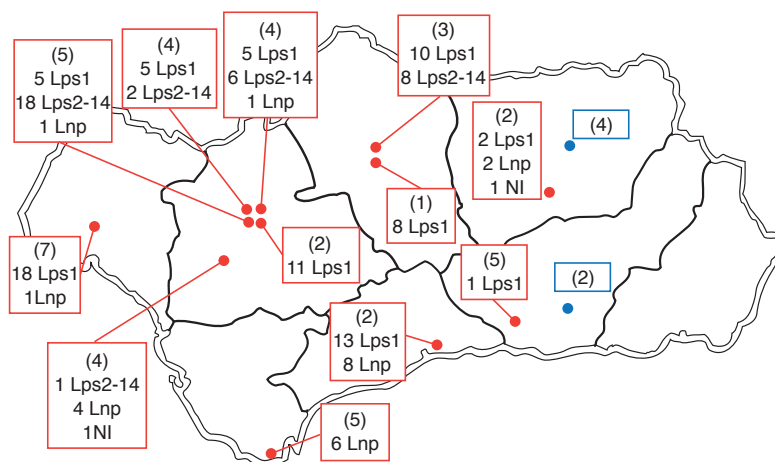 (5)
5 Lps1
18 Lps2-14
1 Lnp
(4)
5 Lps1
2 Lps2-14
(4)
5 Lps1
6 Lps2-14
1 Lnp
(3)
10 Lps1
8 Lps2-14
(2)
2 Lps1
2 Lnp
1 NI
(4)
(1)
8 Lps1
(2)
11 Lps1
(7)
18 Lps1
1Lnp
(5)
1 Lps1
(2)
(2)
13 Lps1
8 Lnp
(4)
1 Lps2-14
4 Lnp
1NI
(5)
6 Lnp